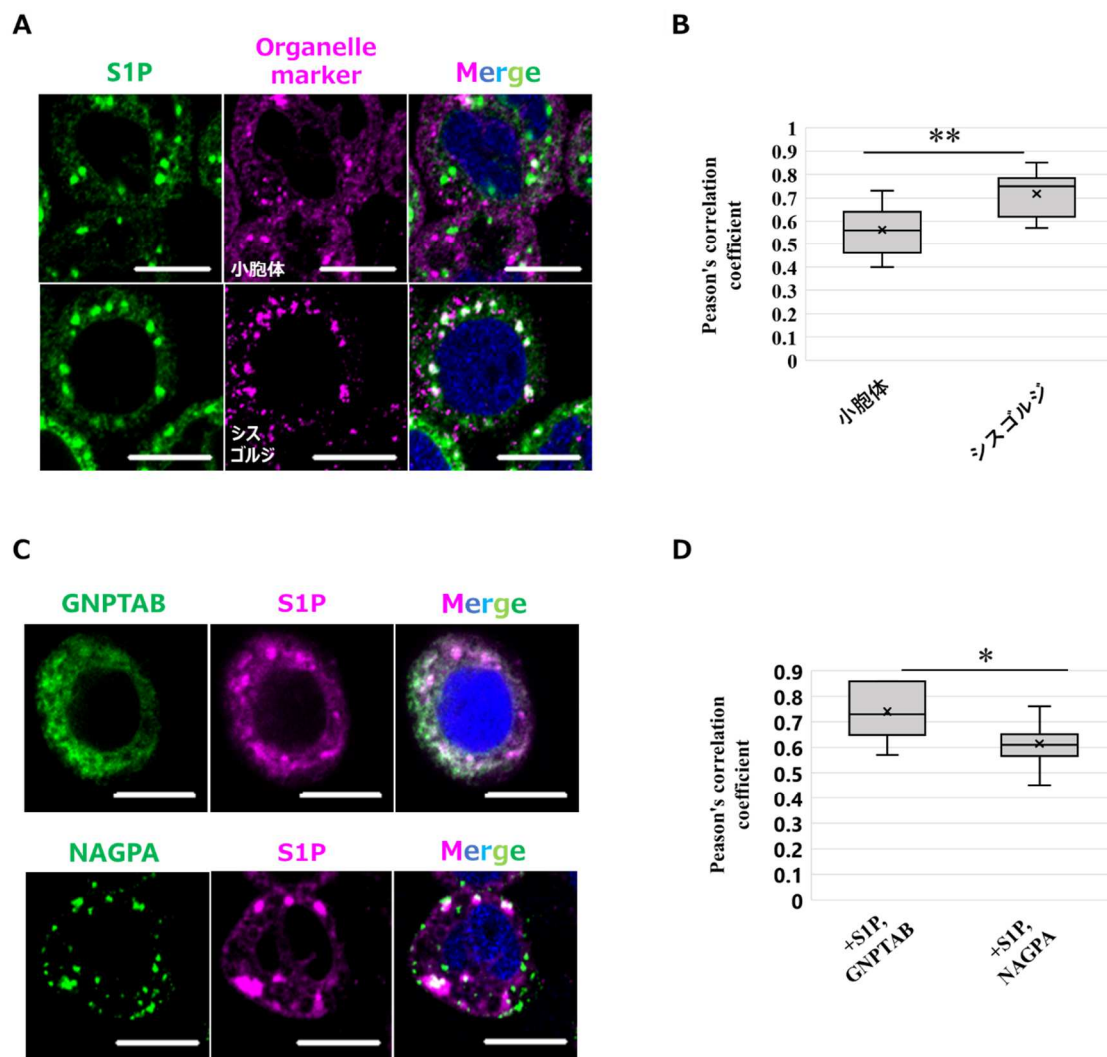 A
S1P
Organelle
marker
Merge
小胞体
シス
ゴルジ
B
**
Peason's correlation
coefficient
1
0.9
0.8
0.7
0.6
0.5
0.4
0.3
0.2
0.1
0
小胞体
シスゴルジ
C
GNPTAB
S1P
Merge
NAGPA
S1P
Merge
D
*
Peason's correlation
coefficient
0.9
0.8
0.7
0.6
0.5
0.4
0.3
0.2
0.1
0
+S1P,
GNPTAB
+S1P,
NAGPA